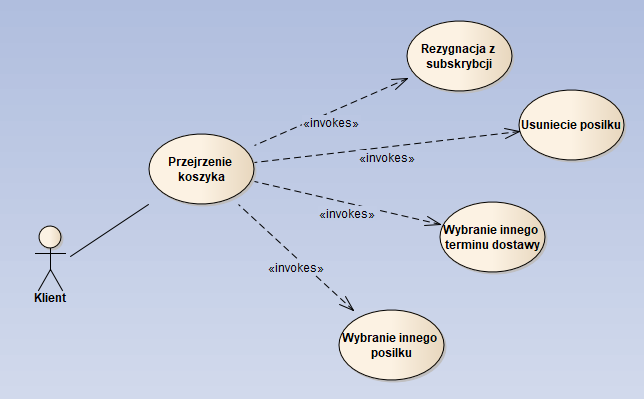 Rezygnacja z
subskrybcji
«invokes»
Usuniecie posilku
«invokes»
Przejrzenie
koszyka
«invokes»
Wybranie innego
terminu dostawy
«invokes»
Klient
Wybranie innego
posilku